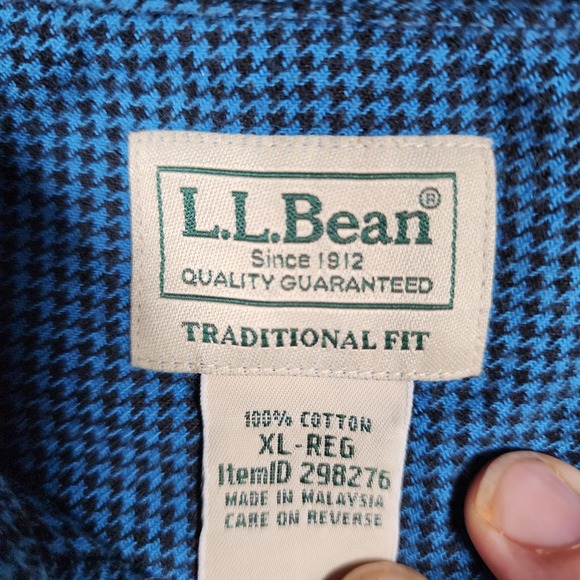 L.L.Bean®
Since 1912
QUALITY GUARANTEED
TRADITIONAL FIT
100% COTTON
XL-REG
ItemID 298276
MADE IN MALAYSIA
CARE ON REVERSE